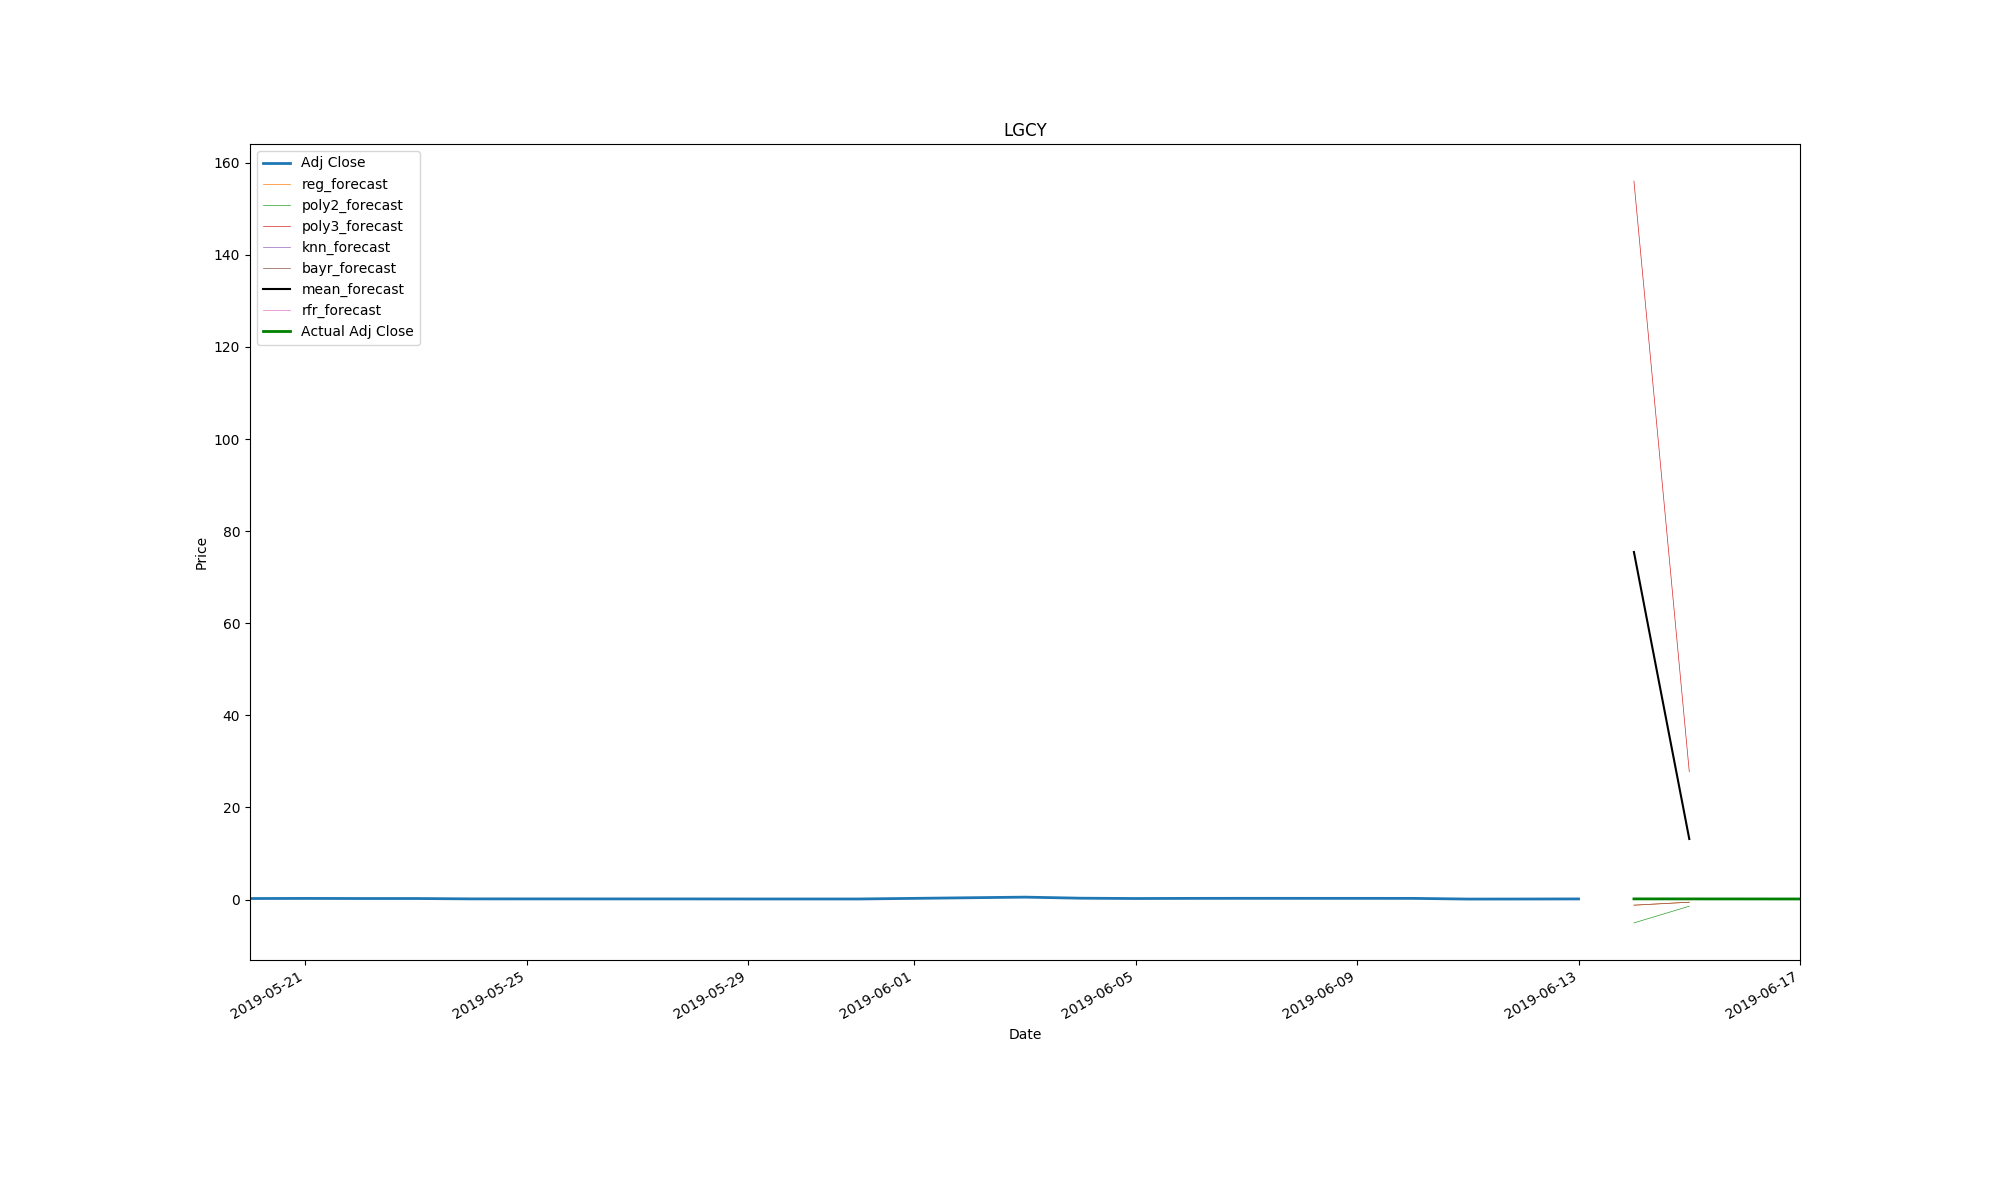 LGCY
Adj Close
reg_forecast
poly2_forecast
poly3_forecast
knn_forecast
bayr_forecast
mean_forecast
rfr_forecast
Actual Adj Close
160
140
120
100
80
60
40
20
0
Price
2019-05-21
2019-05-25
2019-05-29
2019-06-01
2019-06-05
2019-06-09
2019-06-13
2019-06-17
Date